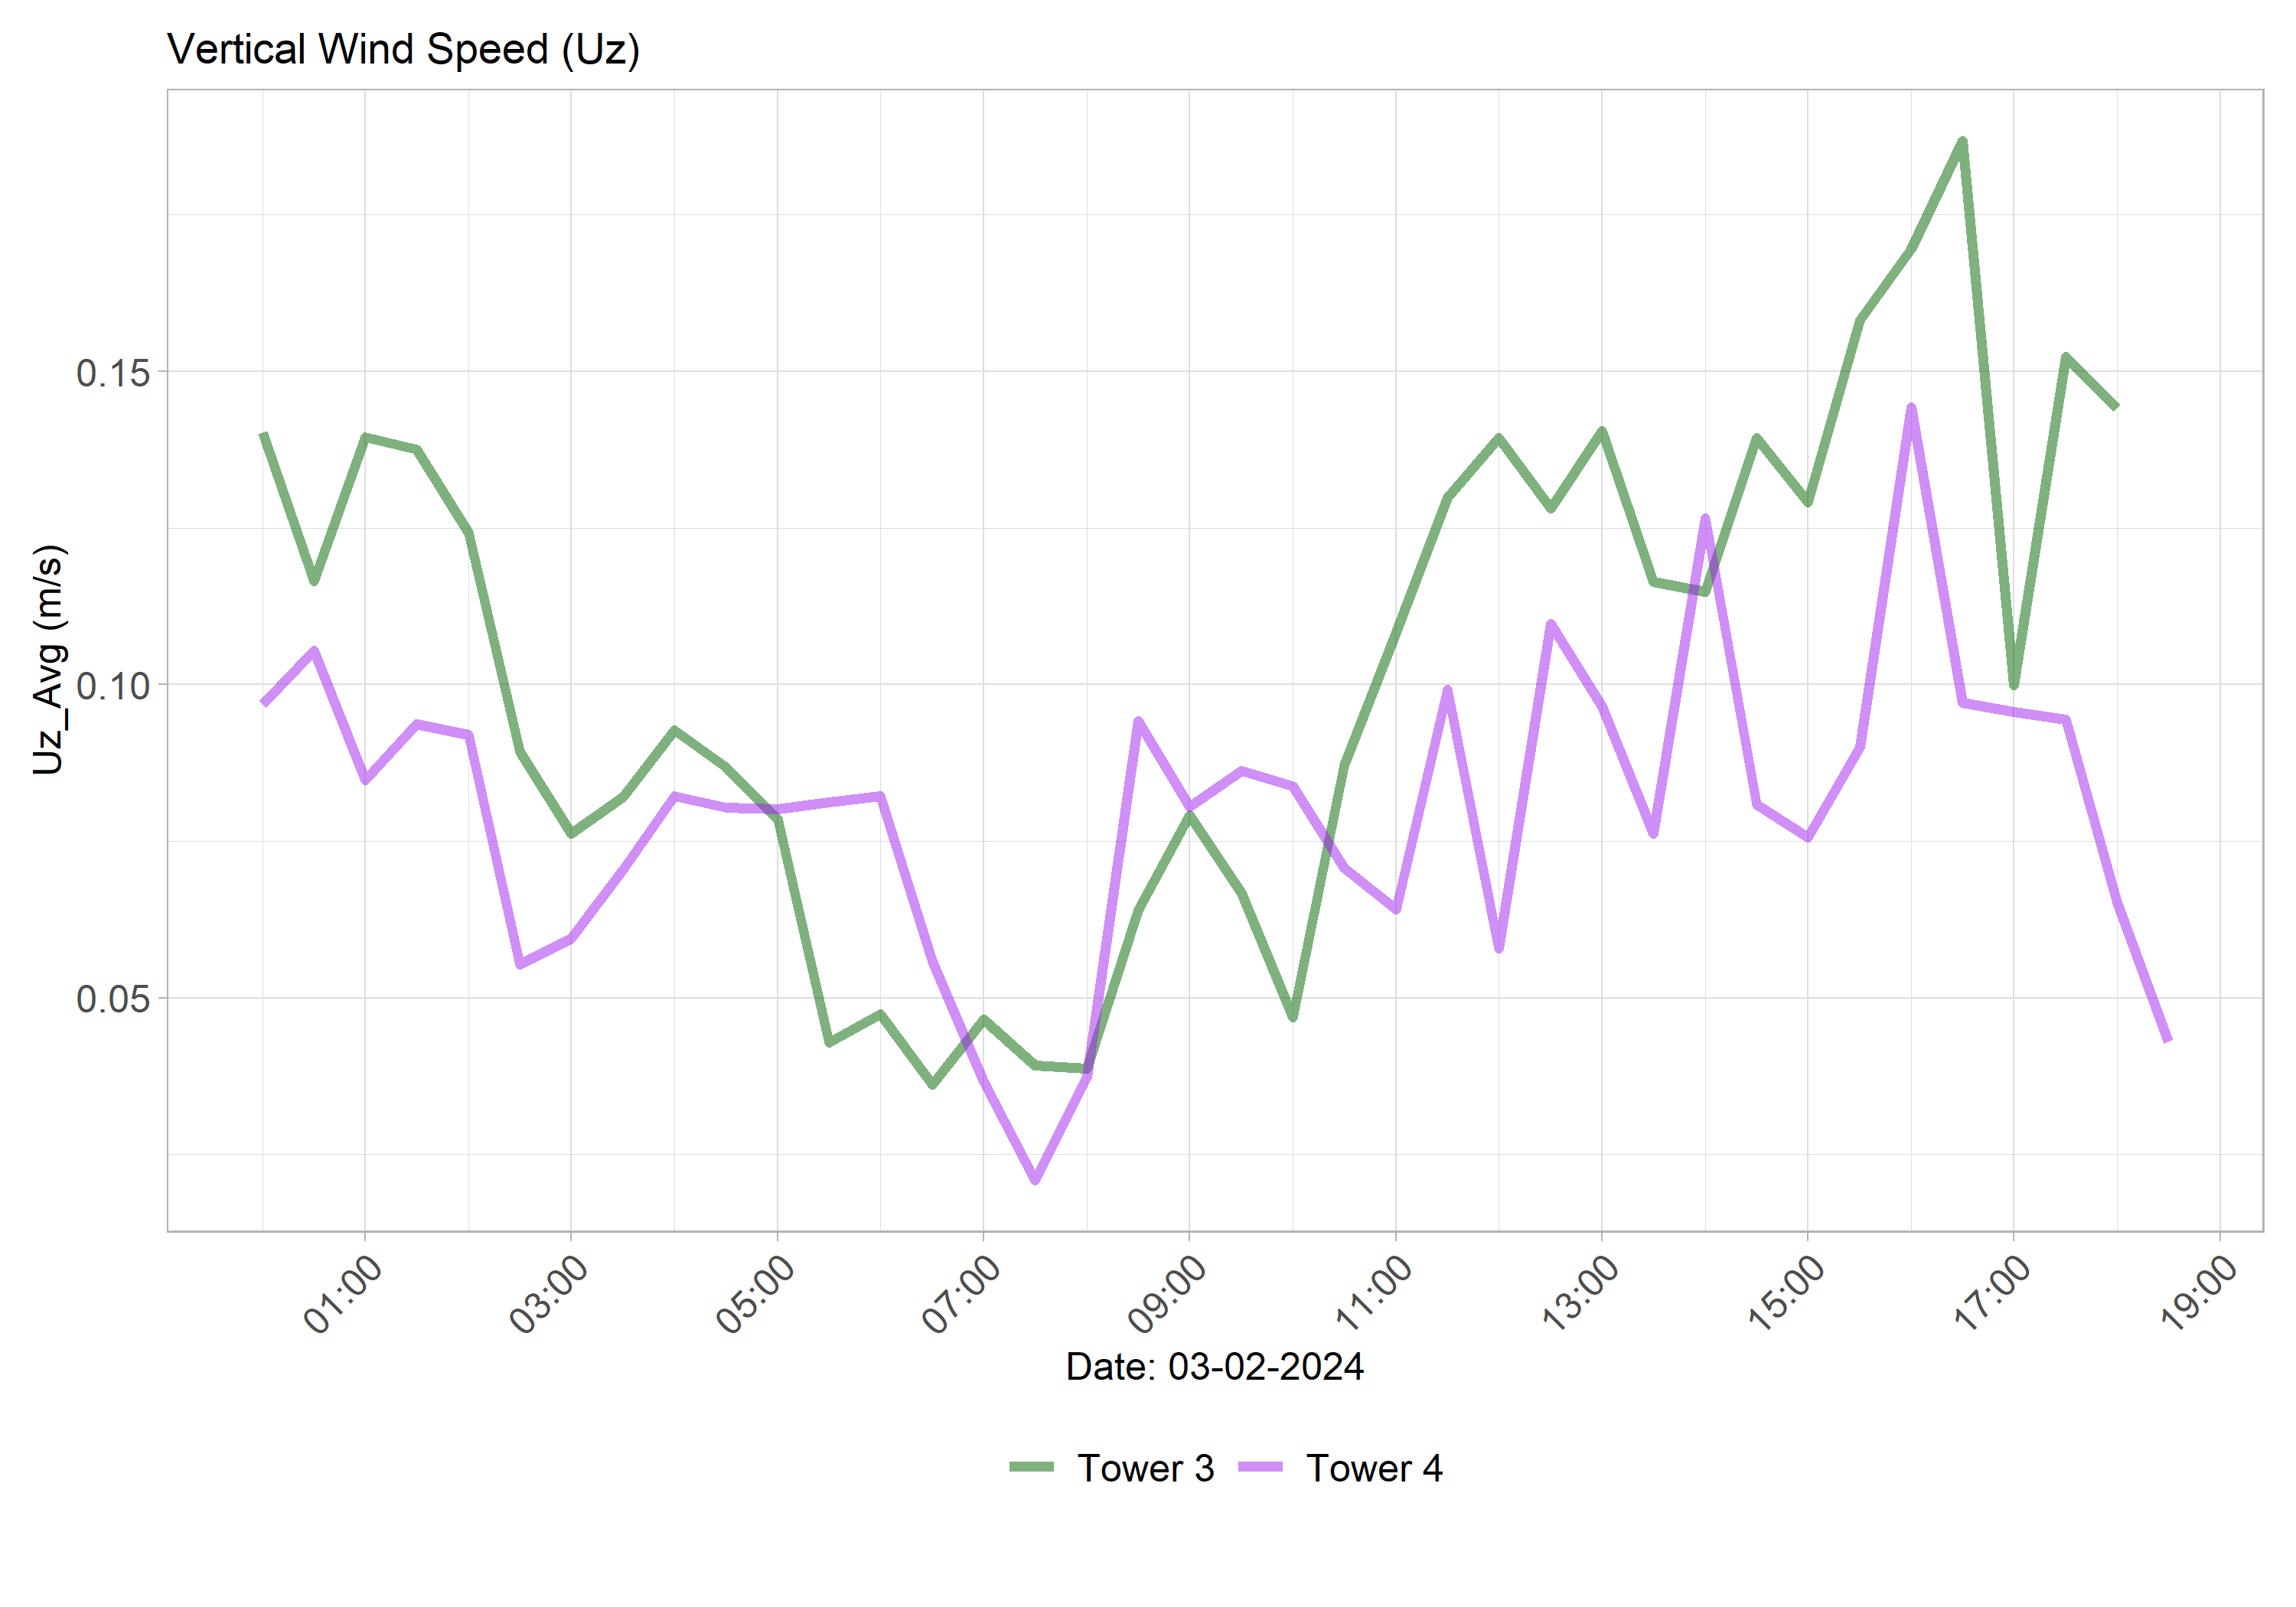 Vertical Wind Speed (Uz)
Uz_Avg (m/s)
0.15
0.10
0.05
01:00 03:00 05:00 07:00 09:00 11:00 13:00 15:00 17:00 19:00
Date: 03-02-2024
Tower 3 Tower 4